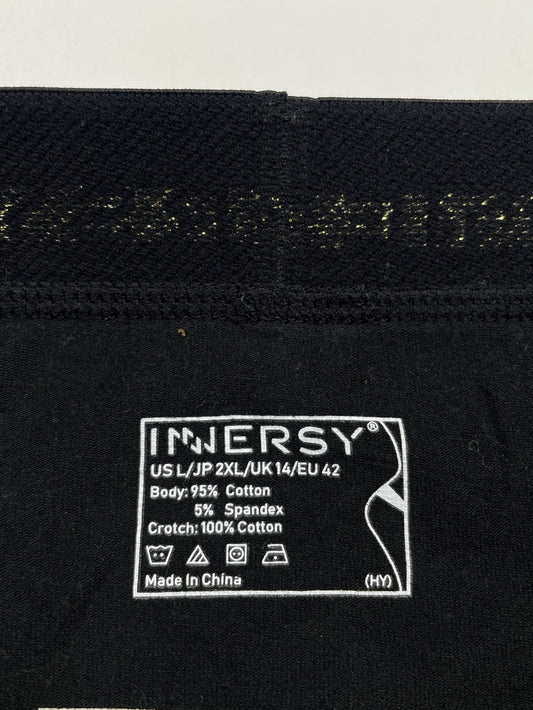 INNERSY®
US L/JP 2XL/UK 14/EU 42
Body: 95% Cotton
5% Spandex
Crotch: 100% Cotton
Made In China (HY)